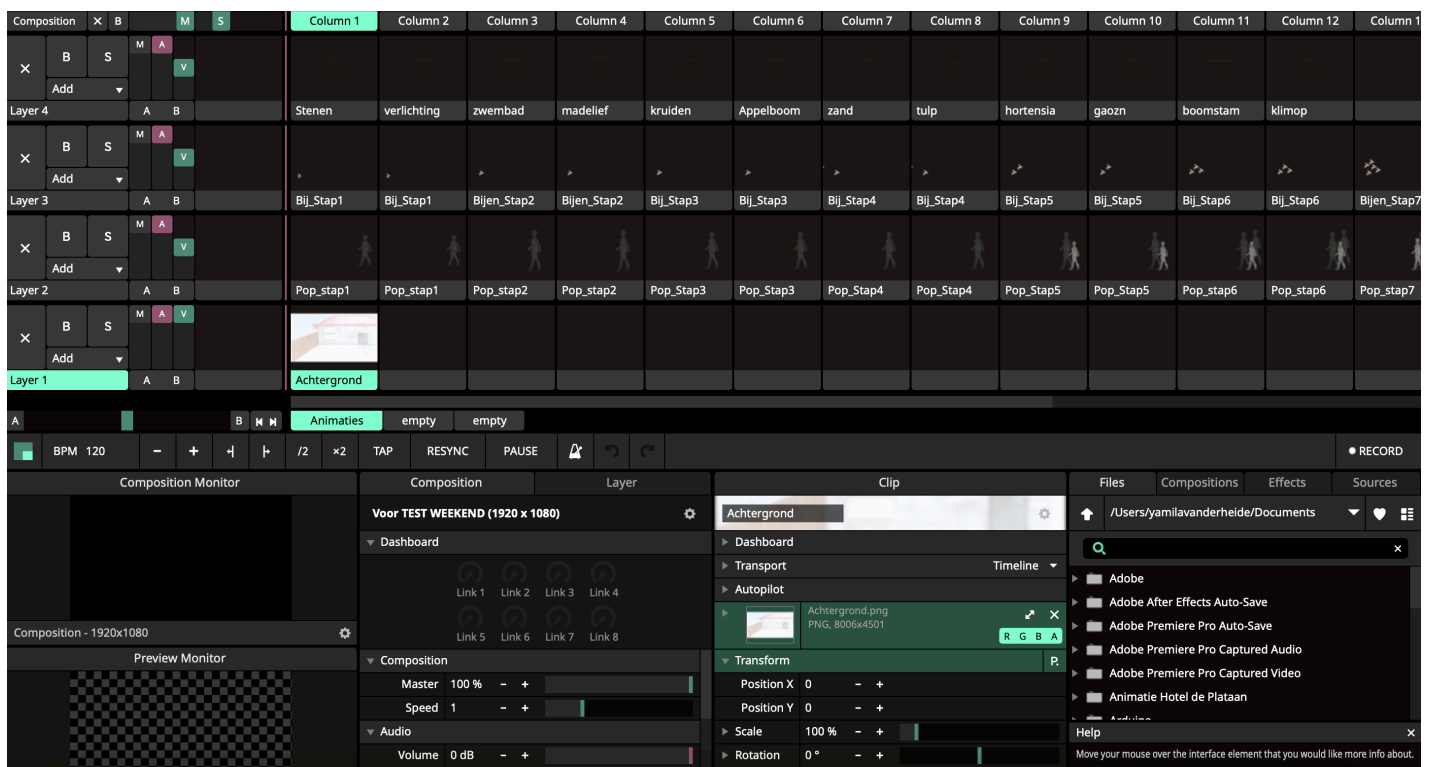 Composition X B M S Column 1 Column 2 Column 3 Column 4 Column 5 Column 6 Column 7 Column 8 Column 9 Column 10 Column 11 Column 12 Column 1
M A
X B S V
Add
Layer 4 A B Stenen verlichting zwembad madelief kruiden Appelboom zand tulp hortensia gaozn boomstam klimop
M A
X B S V
Add
Layer 3 A B Bij_Stap1 Bij_Stap1 Bijen_Stap2 Bijen_Stap2 Bij_Stap3 Bij_Stap3 Bij_Stap4 Bij_Stap4 Bij_Stap5 Bij_Stap5 Bij_Stap6 Bij_Stap6 Bijen_Stap7
M A
X B S V
Add
Layer 2 A B Pop_stap1 Pop_stap1 Pop_stap2 Pop_stap2 Pop_Stap3 Pop_Stap3 Pop_Stap4 Pop_Stap4 Pop_Stap5 Pop_Stap5 Pop_stap6 Pop_stap6 Pop_stap7
M A V
X B S
Add
Layer 1 A B Achtergrond
A B Animaties empty empty
BPM 120 - + /2 ×2 TAP RESYNC PAUSE RECORD
Composition Monitor
Composition - 1920x1080
Preview Monitor
Composition Layer
Voor TEST WEEKEND (1920 x 1080)
Dashboard
Link 1 Link 2 Link 3 Link 4
Link 5 Link 6 Link 7 Link 8
Composition
Master 100 % - +
Speed 1 - +
Audio
Volume 0 dB - +
Clip
Achtergrond
Dashboard
Transport Timeline
Autopilot
Achtergrond.png
PNG, 8006x4501
R G B A
Transform P.
Position X 0 - +
Position Y 0 - +
Scale 100 % - +
Rotation 0 ° - +
Files Compositions Effects Sources
/Users/yamilavanderheide/Documents
Adobe
Adobe After Effects Auto-Save
Adobe Premiere Pro Auto-Save
Adobe Premiere Pro Captured Audio
Adobe Premiere Pro Captured Video
Animatie Hotel de Plataan
Arduino
Help
Move your mouse over the interface element that you would like more info about.